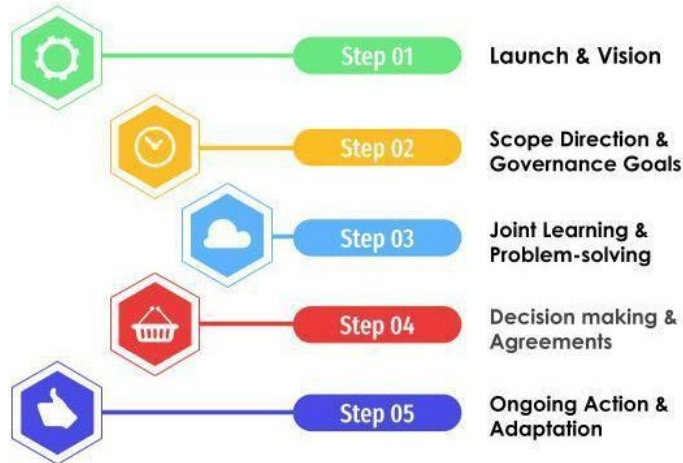 Step 01
Launch & Vision
Step 02
Scope Direction &
Governance Goals
Step 03
Joint Learning &
Problem-solving
Step 04
Decision making &
Agreements
Step 05
Ongoing Action &
Adaptation